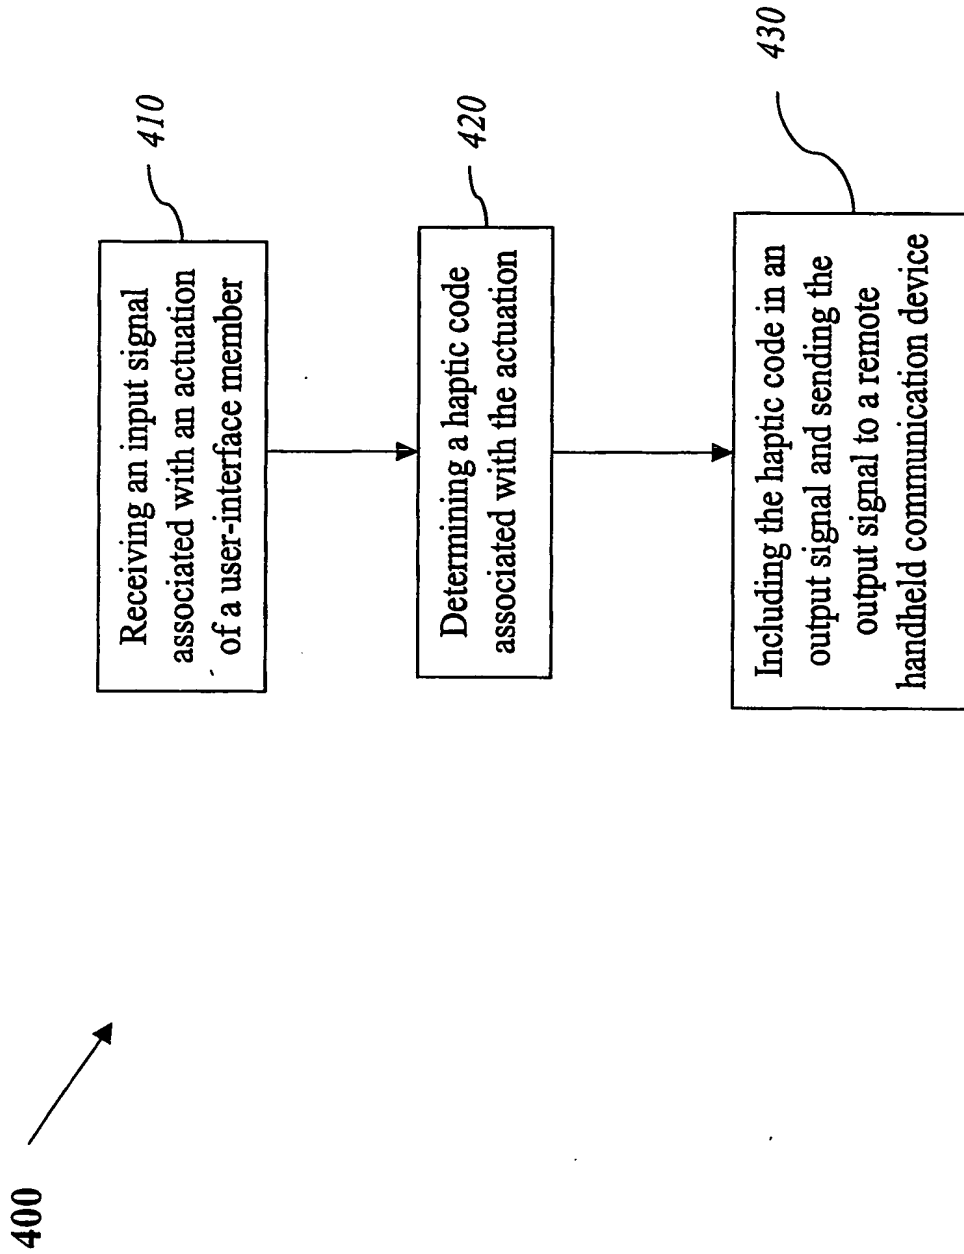 400
Receiving an input signal
associated with an actuation
of a user-interface member
410
Determining a haptic code
associated with the actuation
420
Including the haptic code in an
output signal and sending the
output signal to a remote
handheld communication device
430